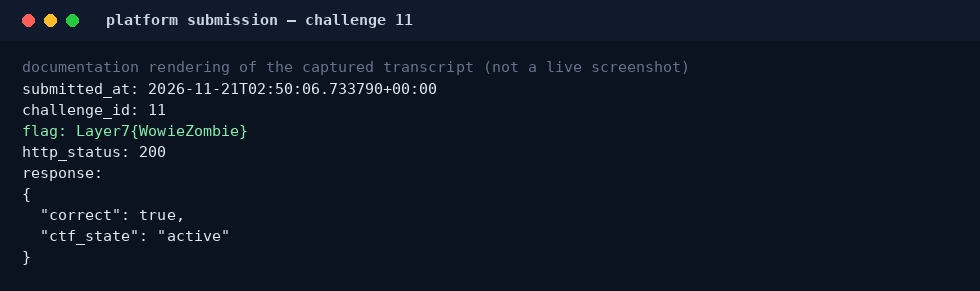 platform submission — challenge 11
documentation rendering of the captured transcript (not a live screenshot)
submitted_at: 2026-11-21T02:50:06.733790+00:00
challenge_id: 11
flag: Layer7{WowieZombie}
http_status: 200
response:
{
  "correct": true,
  "ctf_state": "active"
}